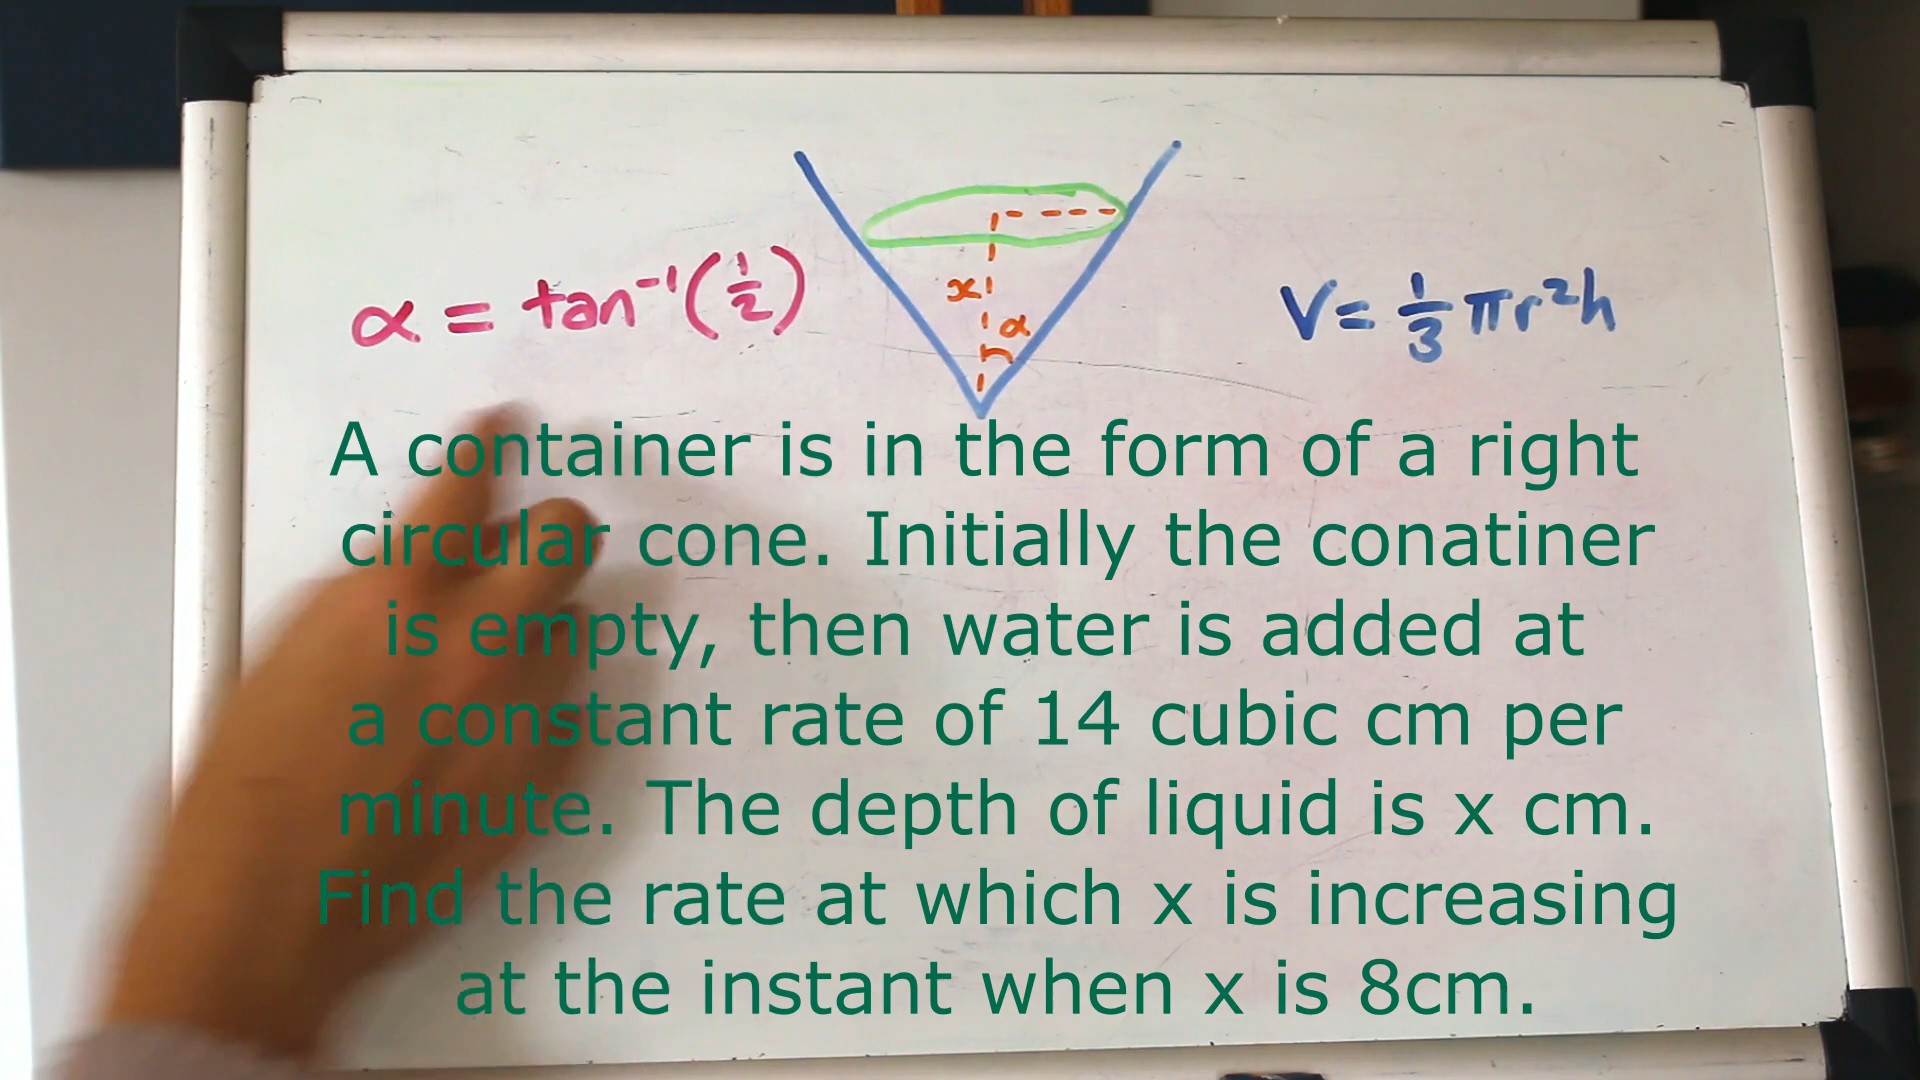 α = tan⁻¹(1/2)
x
α
V = 1/3 πr²h
A container is in the form of a right
circular cone. Initially the conatiner
is empty, then water is added at
a constant rate of 14 cubic cm per
minute. The depth of liquid is x cm.
Find the rate at which x is increasing
at the instant when x is 8cm.